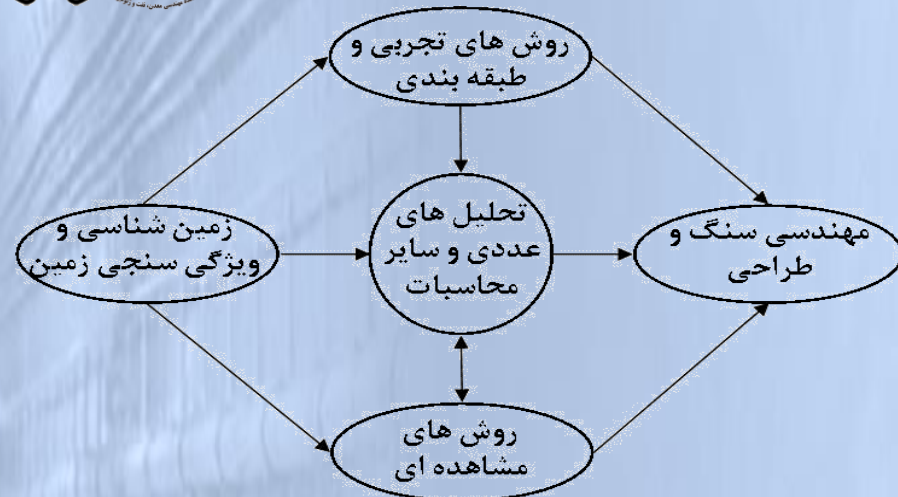 روش های تجربی و
طبقه بندی
زمین شناسی و
ویژگی سنجی زمین
تحلیل های
عددی و سایر
محاسبات
مهندسی سنگ و
طراحی
روش های
مشاهده ای